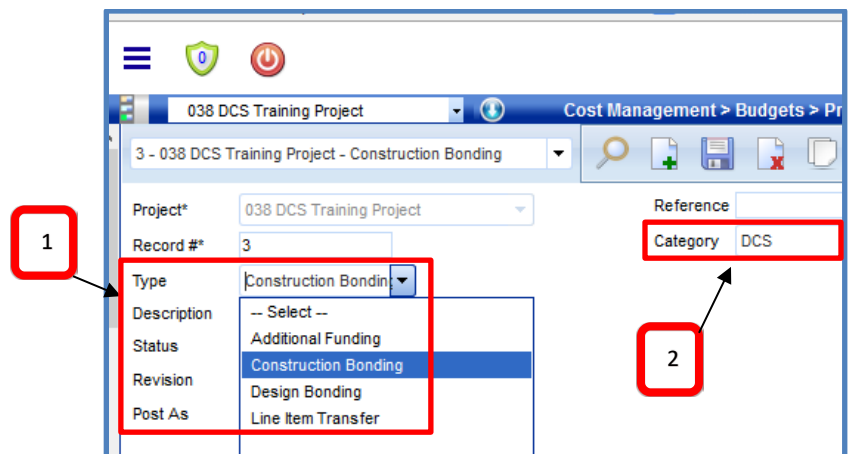 0
038 DCS Training Project
Cost Management > Budgets > Pr
3 - 038 DCS Training Project - Construction Bonding
Project* 038 DCS Training Project
Reference
Record #* 3
Category DCS
1
Type Construction Bonding
Description -- Select --
Status Additional Funding
Construction Bonding
Revision
Design Bonding
Post As Line Item Transfer
2